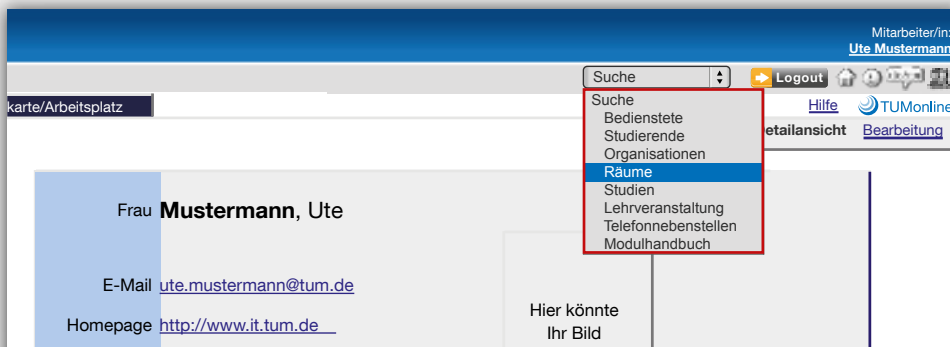 Mitarbeiter/in:
Ute Mustermann
Suche
Logout
karte/Arbeitsplatz
Hilfe
TUMonline
Suche
Bedienstete
Studierende
Organisationen
Räume
Studien
Lehrveranstaltung
Telefonnebenstellen
Modulhandbuch
etailansicht Bearbeitung
Frau Mustermann, Ute
E-Mail ute.mustermann@tum.de
Homepage http://www.it.tum.de
Hier könnte
Ihr Bild